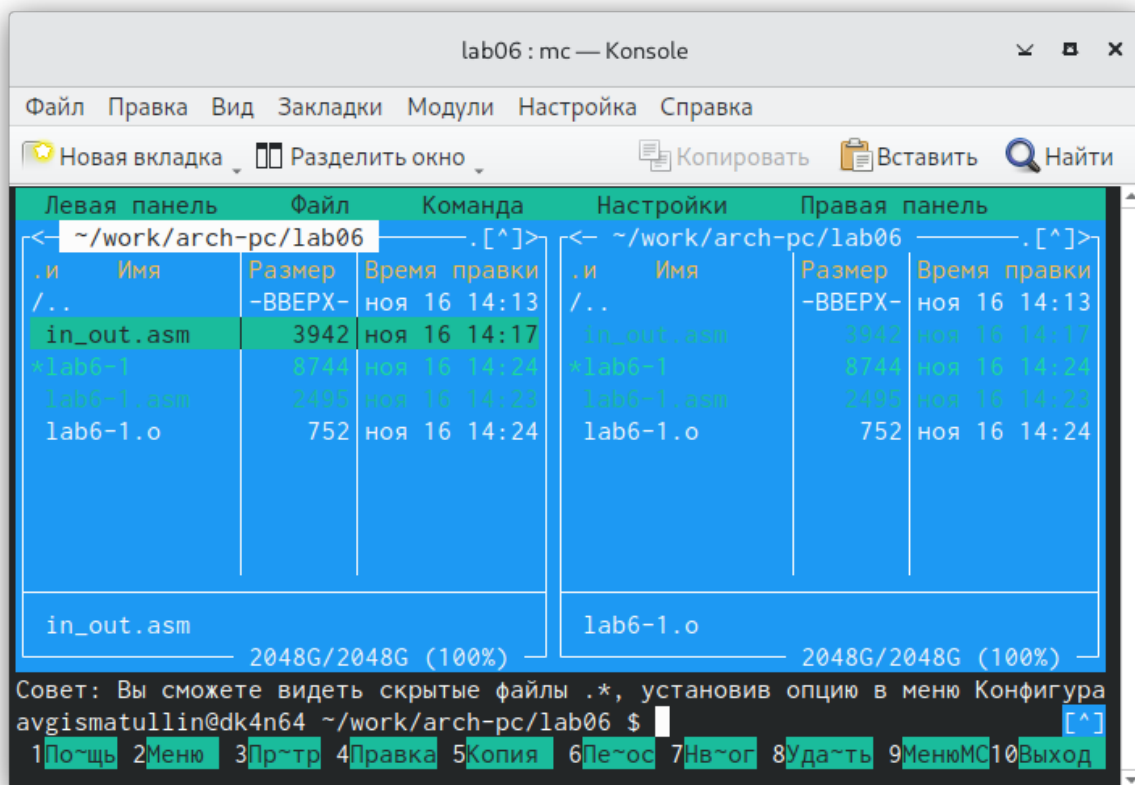 lab06 : mc — Konsole
Файл Правка Вид Закладки Модули Настройка Справка
Новая вкладка Разделить окно Копировать Вставить Найти
Левая панель Файл Команда Настройки Правая панель
<— ~/work/arch-pc/lab06 .[^]> <— ~/work/arch-pc/lab06 .[^]>
.и Имя Размер Время правки .и Имя Размер Время правки
/.. -ВВЕРХ- ноя 16 14:13 /.. -ВВЕРХ- ноя 16 14:13
in_out.asm 3942 ноя 16 14:17 in_out.asm 3942 ноя 16 14:17
*lab6-1 8744 ноя 16 14:24 *lab6-1 8744 ноя 16 14:24
lab6-1.asm 2495 ноя 16 14:23 lab6-1.asm 2495 ноя 16 14:23
lab6-1.o 752 ноя 16 14:24 lab6-1.o 752 ноя 16 14:24
in_out.asm lab6-1.o
2048G/2048G (100%) 2048G/2048G (100%)
Совет: Вы сможете видеть скрытые файлы .*, установив опцию в меню Конфигура
avgismatullin@dk4n64 ~/work/arch-pc/lab06 $ [^]
1По~щь 2Меню 3Пр~тр 4Правка 5Копия 6Пе~ос 7Нв~ог 8Уда~ть 9МенюМС 10Выход